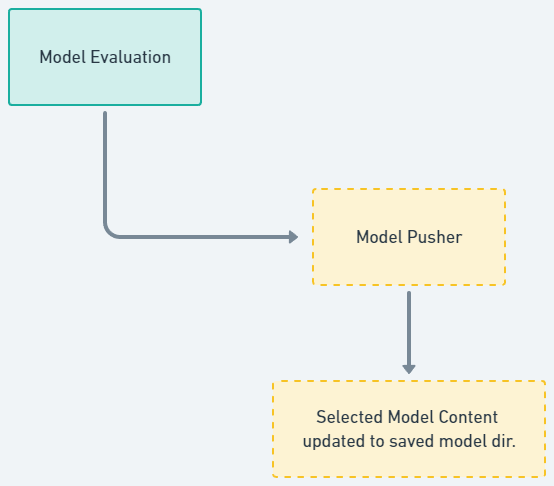 Model Evaluation
Model Pusher
Selected Model Content
updated to saved model dir.